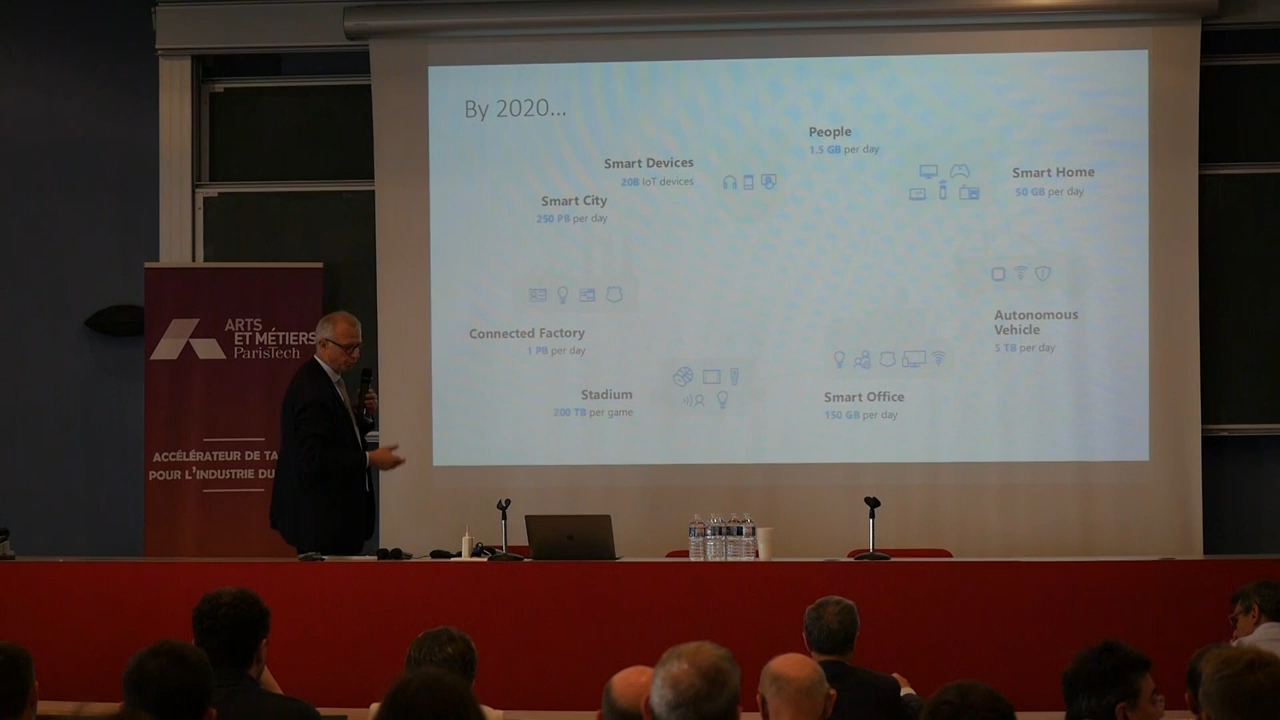 By 2020...
People
1.5 GB per day
Smart Devices
20B IoT devices
Smart Home
50 GB per day
Smart City
250 PB per day
Autonomous
Vehicle
5 TB per day
Connected Factory
1 PB per day
Smart Office
150 GB per day
Stadium
200 TB per game
ARTS
ET MÉTIERS
ParisTech
ACCÉLÉRATEUR DE
POUR L'INDUSTRIE DU